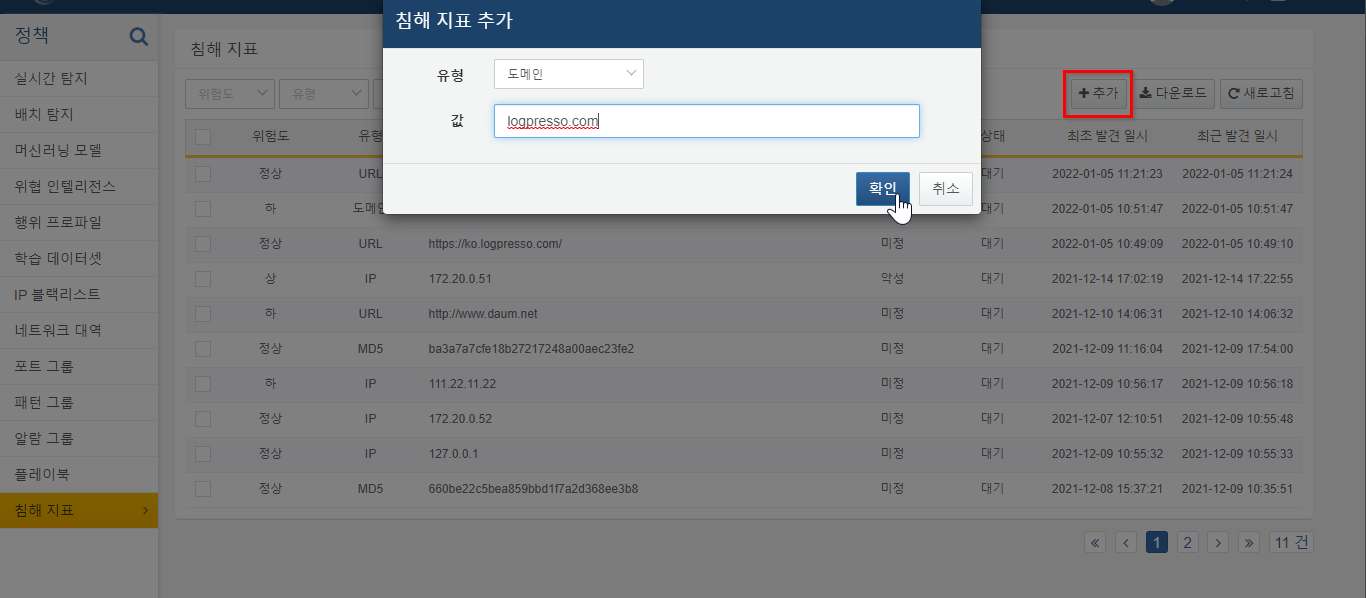 침해 지표 추가
정책
침해 지표
유형 도메인
값 logpresso.com
확인 취소
위험도 유형 추가 다운로드 새로고침
위험도 유형 상태 최초 발견 일시 최근 발견 일시
정상 URL 대기 2022-01-05 11:21:23 2022-01-05 11:21:24
하 도메인 대기 2022-01-05 10:51:47 2022-01-05 10:51:47
정상 URL https://ko.logpresso.com/ 미정 대기 2022-01-05 10:49:09 2022-01-05 10:49:10
상 IP 172.20.0.51 악성 대기 2021-12-14 17:02:19 2021-12-14 17:22:55
하 URL http://www.daum.net 미정 대기 2021-12-10 14:06:31 2021-12-10 14:06:32
정상 MD5 ba3a7a7cfe18b27217248a00aec23fe2 미정 대기 2021-12-09 11:16:04 2021-12-09 17:54:00
하 IP 111.22.11.22 미정 대기 2021-12-09 10:56:17 2021-12-09 10:56:18
정상 IP 172.20.0.52 미정 대기 2021-12-07 12:10:51 2021-12-09 10:55:48
정상 IP 127.0.0.1 미정 대기 2021-12-09 10:55:32 2021-12-09 10:55:33
정상 MD5 660be22c5bea859bbd1f7a2d368ee3b8 미정 대기 2021-12-08 15:37:21 2021-12-09 10:35:51
« ‹ 1 2 › » 11 건
실시간 탐지
배치 탐지
머신러닝 모델
위협 인텔리전스
행위 프로파일
학습 데이터셋
IP 블랙리스트
네트워크 대역
포트 그룹
패턴 그룹
알람 그룹
플레이북
침해 지표